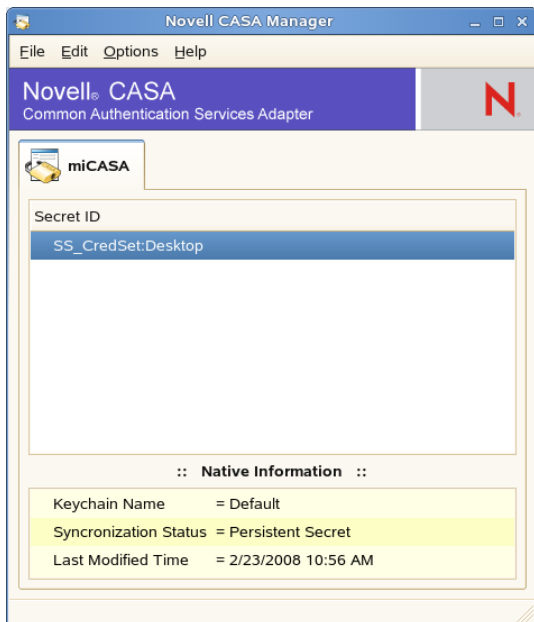 Novell CASA Manager
File Edit Options Help
Novell® CASA
Common Authentication Services Adapter
N
miCASA
Secret ID
SS_CredSet:Desktop
:: Native Information ::
Keychain Name = Default
Syncronization Status = Persistent Secret
Last Modified Time = 2/23/2008 10:56 AM